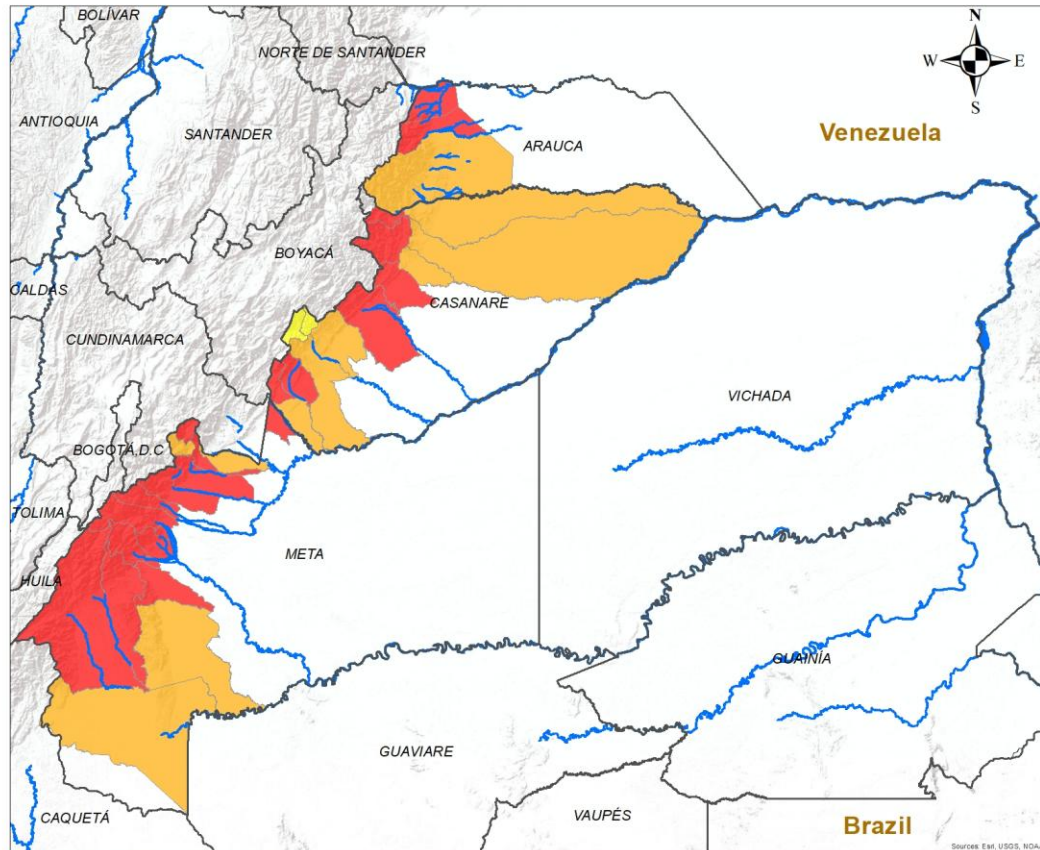 BOLÍVAR
NORTE DE SANTANDER
N
W
E
S
ANTIOQUIA
SANTANDER
ARAUCA
Venezuela
BOYACÁ
CALDAS
CASANARE
CUNDINAMARCA
VICHADA
BOGOTÁ,D.C
TOLIMA
META
HUILA
GUAINÍA
GUAVIARE
CAQUETÁ
VAUPÉS
Brazil
Sources: Esri, USGS, NOAA